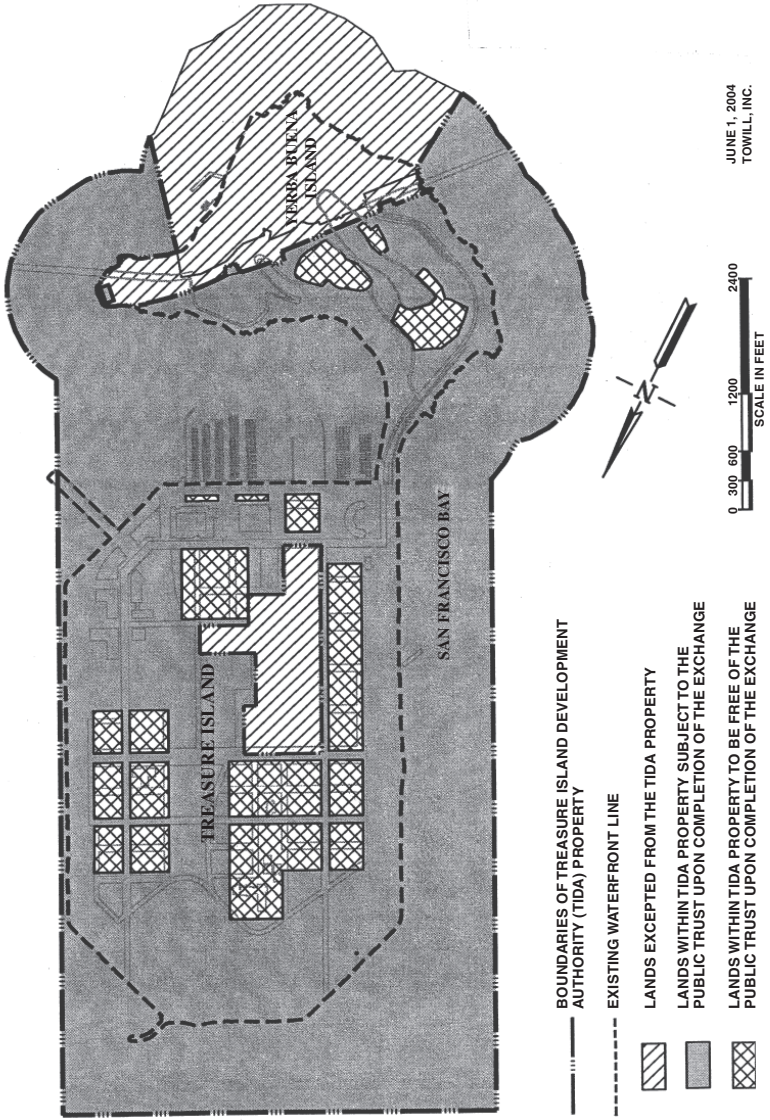 YERBA BUENA
ISLAND
TREASURE ISLAND
SAN FRANCISCO BAY
N
BOUNDARIES OF TREASURE ISLAND DEVELOPMENT
AUTHORITY (TIDA) PROPERTY
EXISTING WATERFRONT LINE
LANDS EXCEPTED FROM THE TIDA PROPERTY
LANDS WITHIN TIDA PROPERTY SUBJECT TO THE
PUBLIC TRUST UPON COMPLETION OF THE EXCHANGE
LANDS WITHIN TIDA PROPERTY TO BE FREE OF THE
PUBLIC TRUST UPON COMPLETION OF THE EXCHANGE
0 300 600 1200 2400
SCALE IN FEET
JUNE 1, 2004
TOWILL, INC.